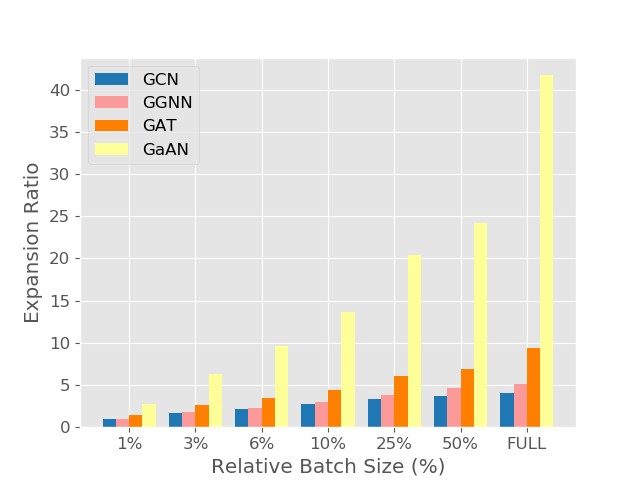 GCN
GGNN
GAT
GaAN
Expansion Ratio
40
35
30
25
20
15
10
5
0
1% 3% 6% 10% 25% 50% FULL
Relative Batch Size (%)